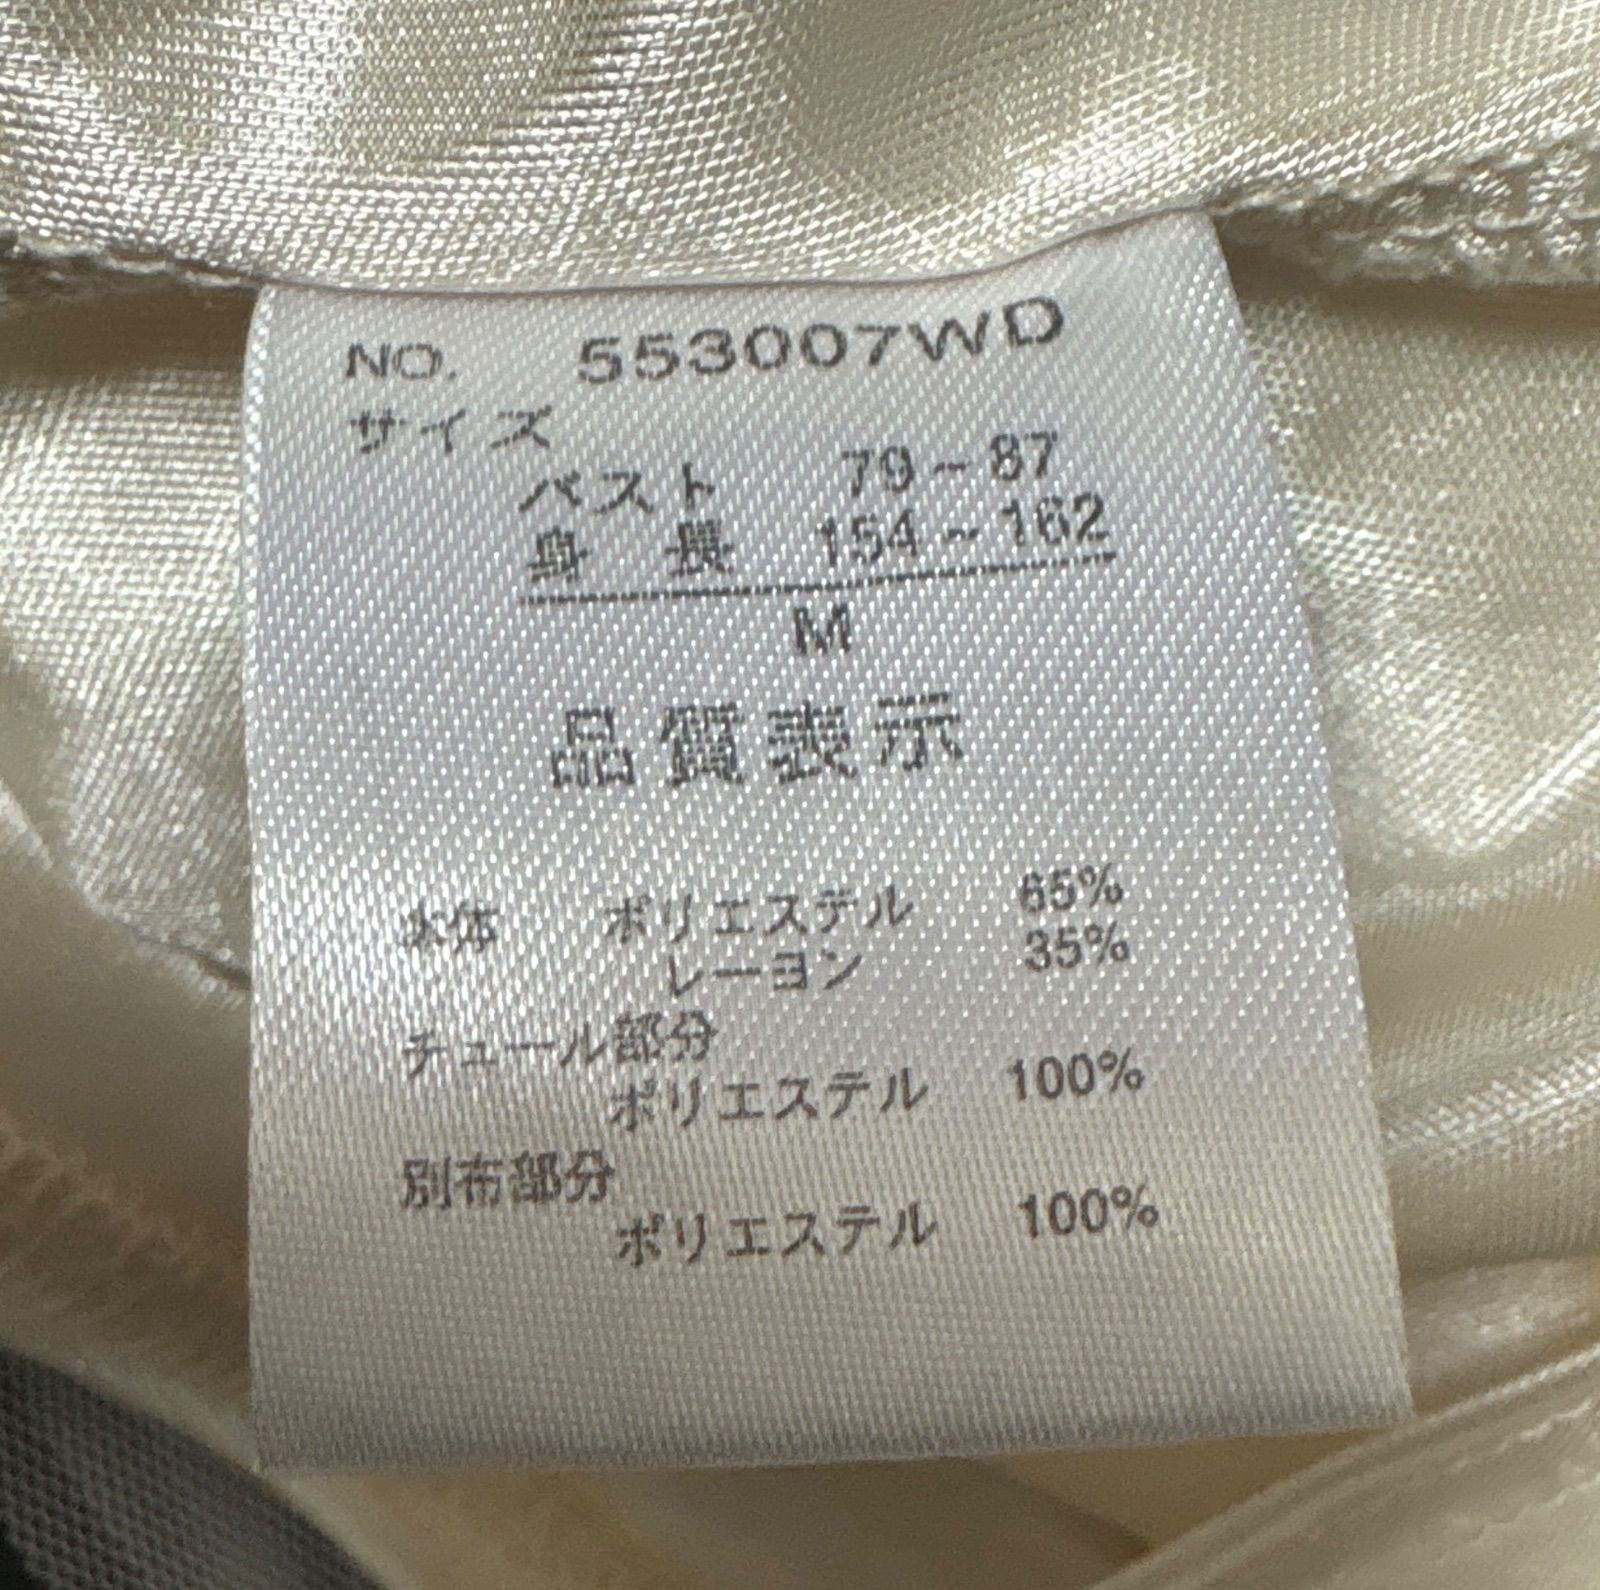 NO. 553007WD
サイズ
バスト 79~87
身 長 154~162
M
品質表示
本体 ポリエステル 65%
レーヨン 35%
チュール部分
ポリエステル 100%
別布部分
ポリエステル 100%